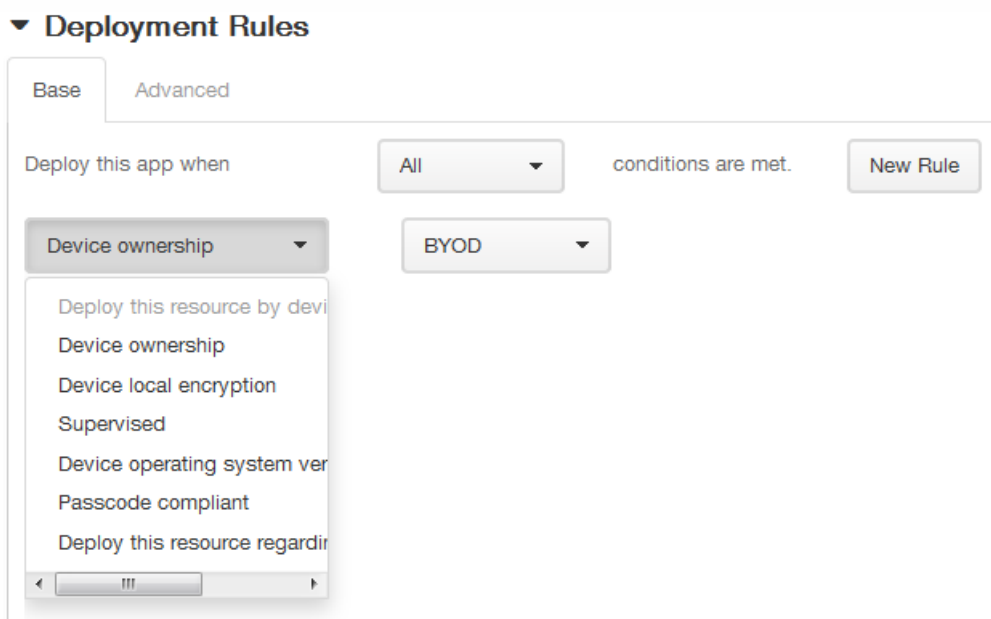 Deployment Rules
Base Advanced
Deploy this app when All conditions are met. New Rule
Device ownership BYOD
Deploy this resource by devi
Device ownership
Device local encryption
Supervised
Device operating system ver
Passcode compliant
Deploy this resource regardin